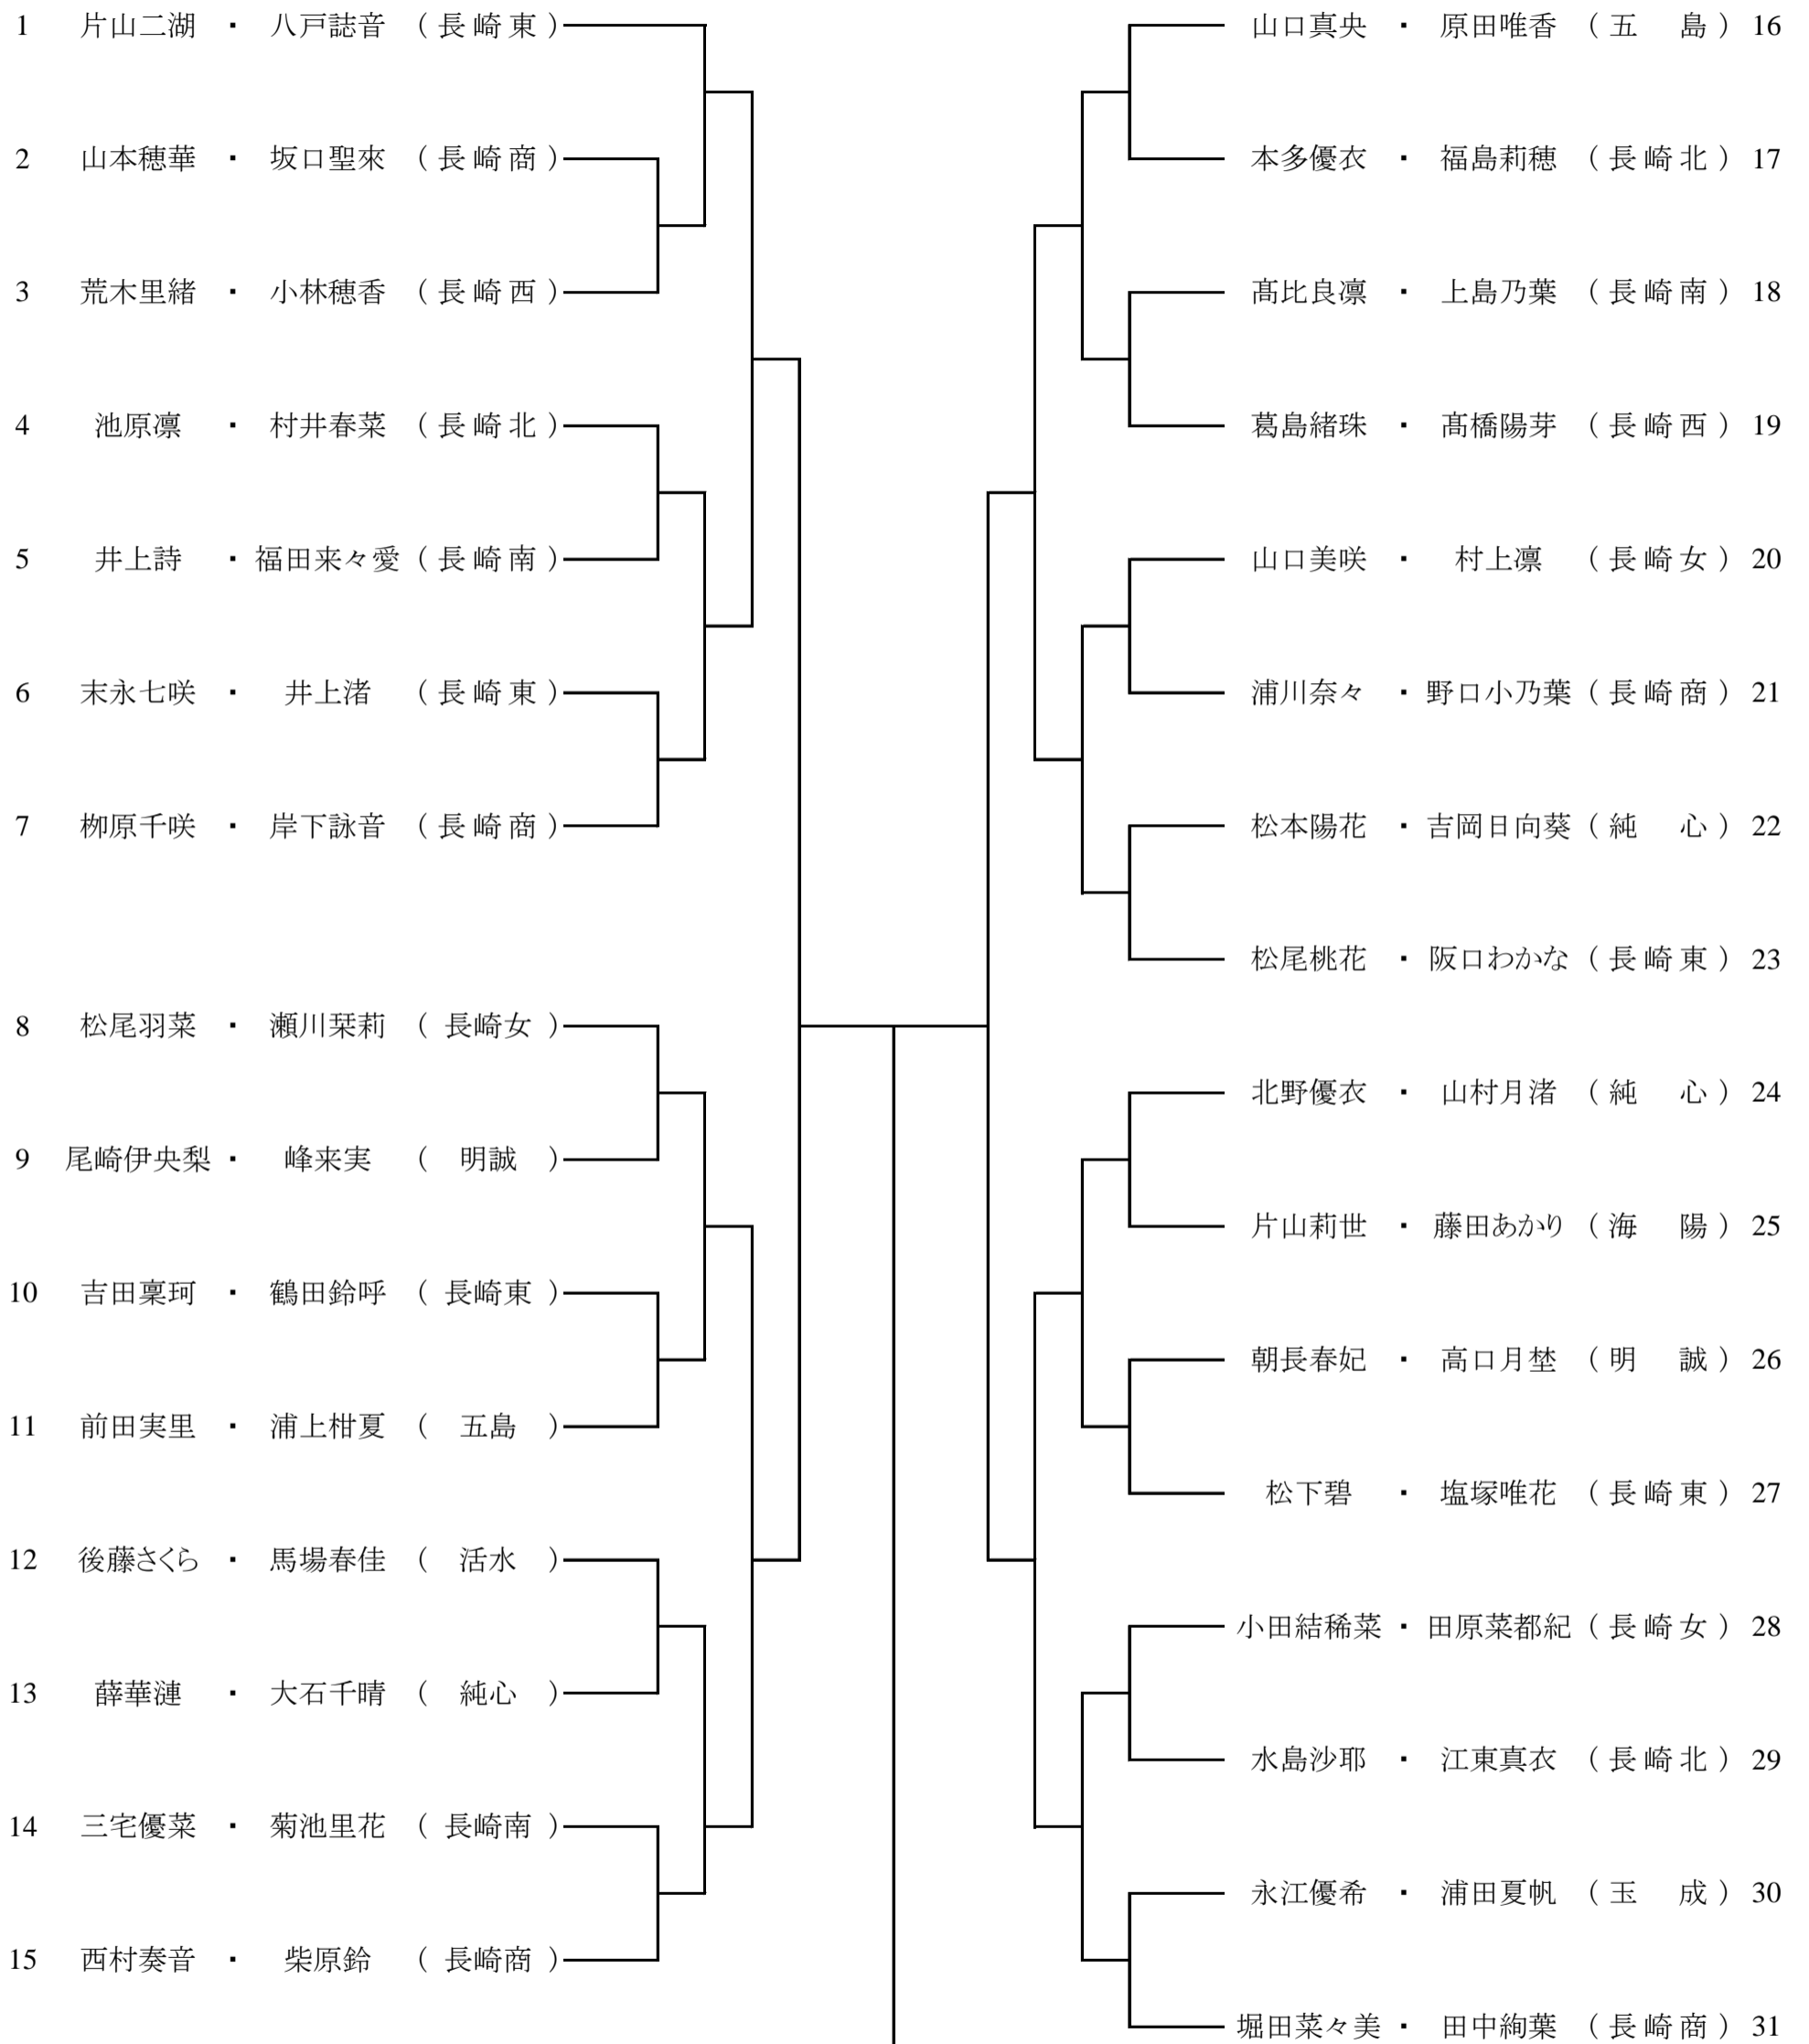 1 片山二湖 ・ 八戸誌音 （長崎東）
2 山本穂華 ・ 坂口聖來 （長崎商）
3 荒木里緒 ・ 小林穂香 （長崎西）
4 池原凛 ・ 村井春菜 （長崎北）
5 井上詩 ・ 福田来々愛 （長崎南）
6 末永七咲 ・ 井上渚 （長崎東）
7 栁原千咲 ・ 岸下詠音 （長崎商）
8 松尾羽菜 ・ 瀬川栞莉 （長崎女）
9 尾崎伊央梨 ・ 峰来実 （明誠）
10 吉田稟珂 ・ 鶴田鈴呼 （長崎東）
11 前田実里 ・ 浦上柑夏 （五島）
12 後藤さくら ・ 馬場春佳 （活水）
13 薛華漣 ・ 大石千晴 （純心）
14 三宅優菜 ・ 菊池里花 （長崎南）
15 西村奏音 ・ 柴原鈴 （長崎商）
山口真央 ・ 原田唯香 （五島） 16
本多優衣 ・ 福島莉穂 （長崎北） 17
髙比良凛 ・ 上島乃葉 （長崎南） 18
葛島緒珠 ・ 髙橋陽芽 （長崎西） 19
山口美咲 ・ 村上凛 （長崎女） 20
浦川奈々 ・ 野口小乃葉 （長崎商） 21
松本陽花 ・ 吉岡日向葵 （純心） 22
松尾桃花 ・ 阪口わかな （長崎東） 23
北野優衣 ・ 山村月渚 （純心） 24
片山莉世 ・ 藤田あかり （海陽） 25
朝長春妃 ・ 高口月埜 （明誠） 26
松下碧 ・ 塩塚唯花 （長崎東） 27
小田結稀菜 ・ 田原菜都紀 （長崎女） 28
水島沙耶 ・ 江東真衣 （長崎北） 29
永江優希 ・ 浦田夏帆 （玉成） 30
堀田菜々美 ・ 田中絢葉 （長崎商） 31